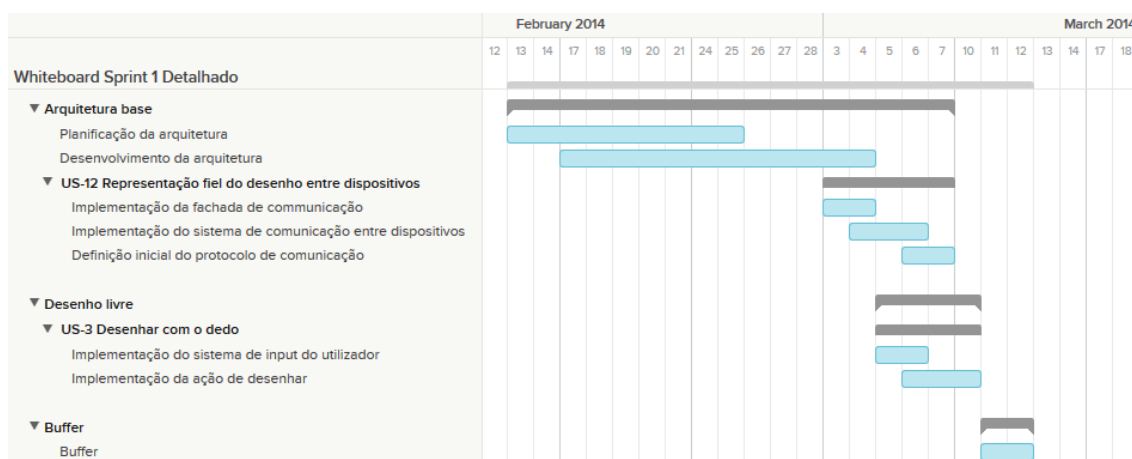 February 2014 March 2014
12 13 14 17 18 19 20 21 24 25 26 27 28 3 4 5 6 7 10 11 12 13 14 17 18
Whiteboard Sprint 1 Detalhado
Arquitetura base
Planificação da arquitetura
Desenvolvimento da arquitetura
US-12 Representação fiel do desenho entre dispositivos
Implementação da fachada de communicação
Implementação do sistema de comunicação entre dispositivos
Definição inicial do protocolo de comunicação
Desenho livre
US-3 Desenhar com o dedo
Implementação do sistema de input do utilizador
Implementação da ação de desenhar
Buffer
Buffer